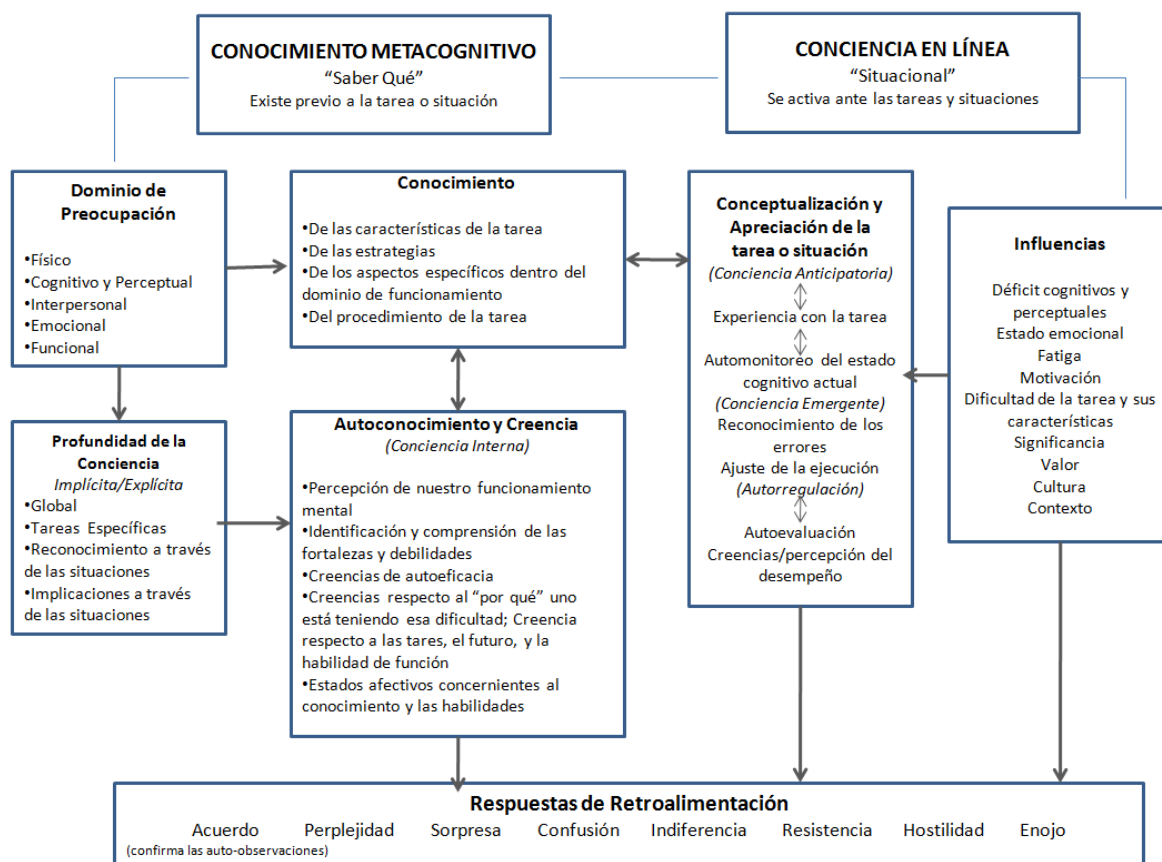 CONOCIMIENTO METACOGNITIVO
“Saber Qué”
Existe previo a la tarea o situación
CONCIENCIA EN LÍNEA
“Situacional”
Se activa ante las tareas y situaciones
Dominio de
Preocupación
•Físico
•Cognitivo y Perceptual
•Interpersonal
•Emocional
•Funcional
Conocimiento
•De las características de la tarea
•De las estrategias
•De los aspectos específicos dentro del
dominio de funcionamiento
•Del procedimiento de la tarea
Conceptualización y
Apreciación de la
tarea o situación
(Conciencia Anticipatoria)
Experiencia con la tarea
Automonitoreo del estado
cognitivo actual
(Conciencia Emergente)
Reconocimiento de los
errores
Ajuste de la ejecución
(Autorregulación)
Autoevaluación
Creencias/percepción del
desempeño
Influencias
Déficit cognitivos y
perceptuales
Estado emocional
Fatiga
Motivación
Dificultad de la tarea y sus
características
Significancia
Valor
Cultura
Contexto
Profundidad de la
Conciencia
Implícita/Explícita
•Global
•Tareas Específicas
•Reconocimiento a través
de las situaciones
•Implicaciones a través
de las situaciones
Autoconocimiento y Creencia
(Conciencia Interna)
•Percepción de nuestro funcionamiento
mental
•Identificación y comprensión de las
fortalezas y debilidades
•Creencias de autoeficacia
•Creencias respecto al “por qué” uno
está teniendo esa dificultad; Creencia
respecto a las tares, el futuro, y la
habilidad de función
•Estados afectivos concernientes al
conocimiento y las habilidades
Respuestas de Retroalimentación
Acuerdo Perplejidad Sorpresa Confusión Indiferencia Resistencia Hostilidad Enojo
(confirma las auto-observaciones)